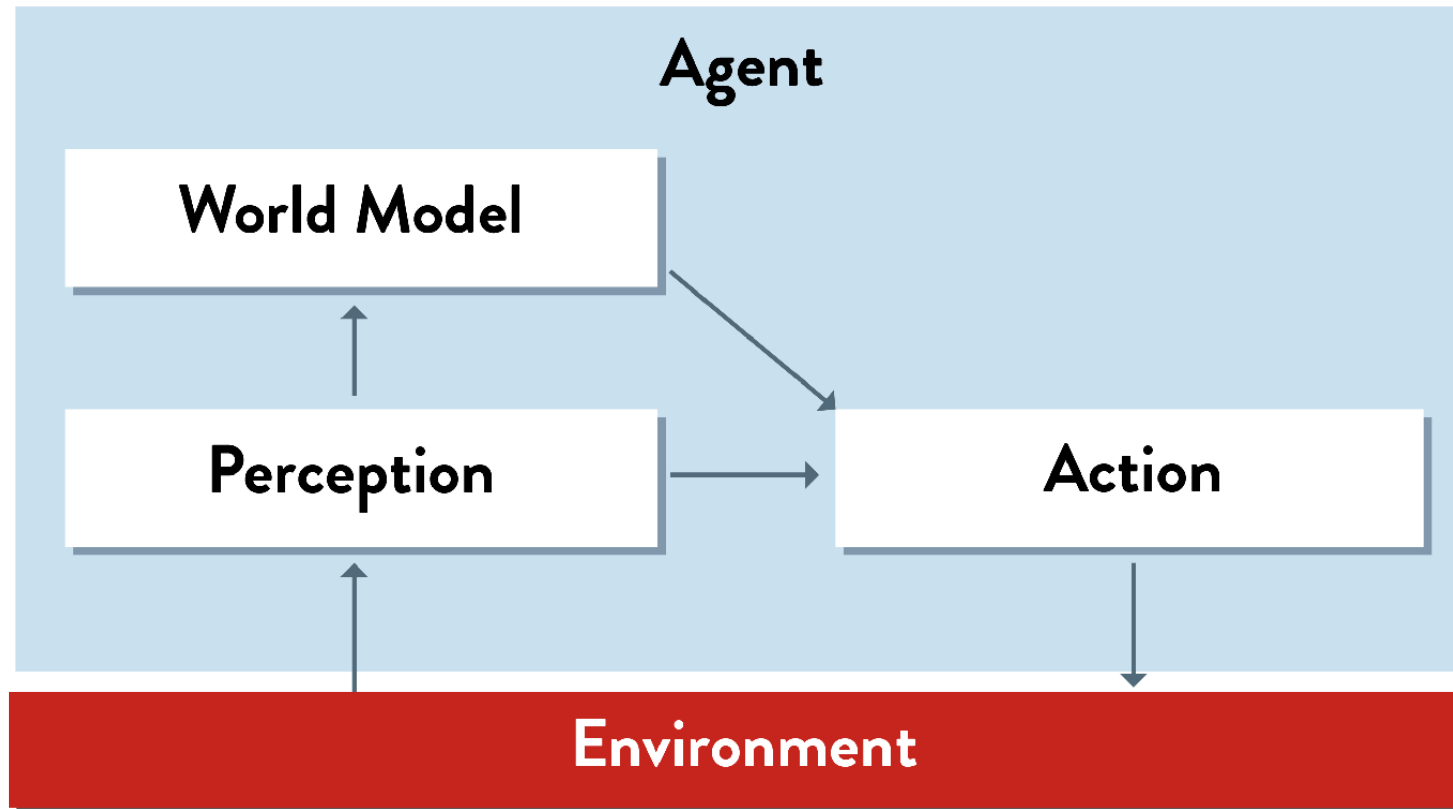 Agent
World Model
Perception
Action
Environment